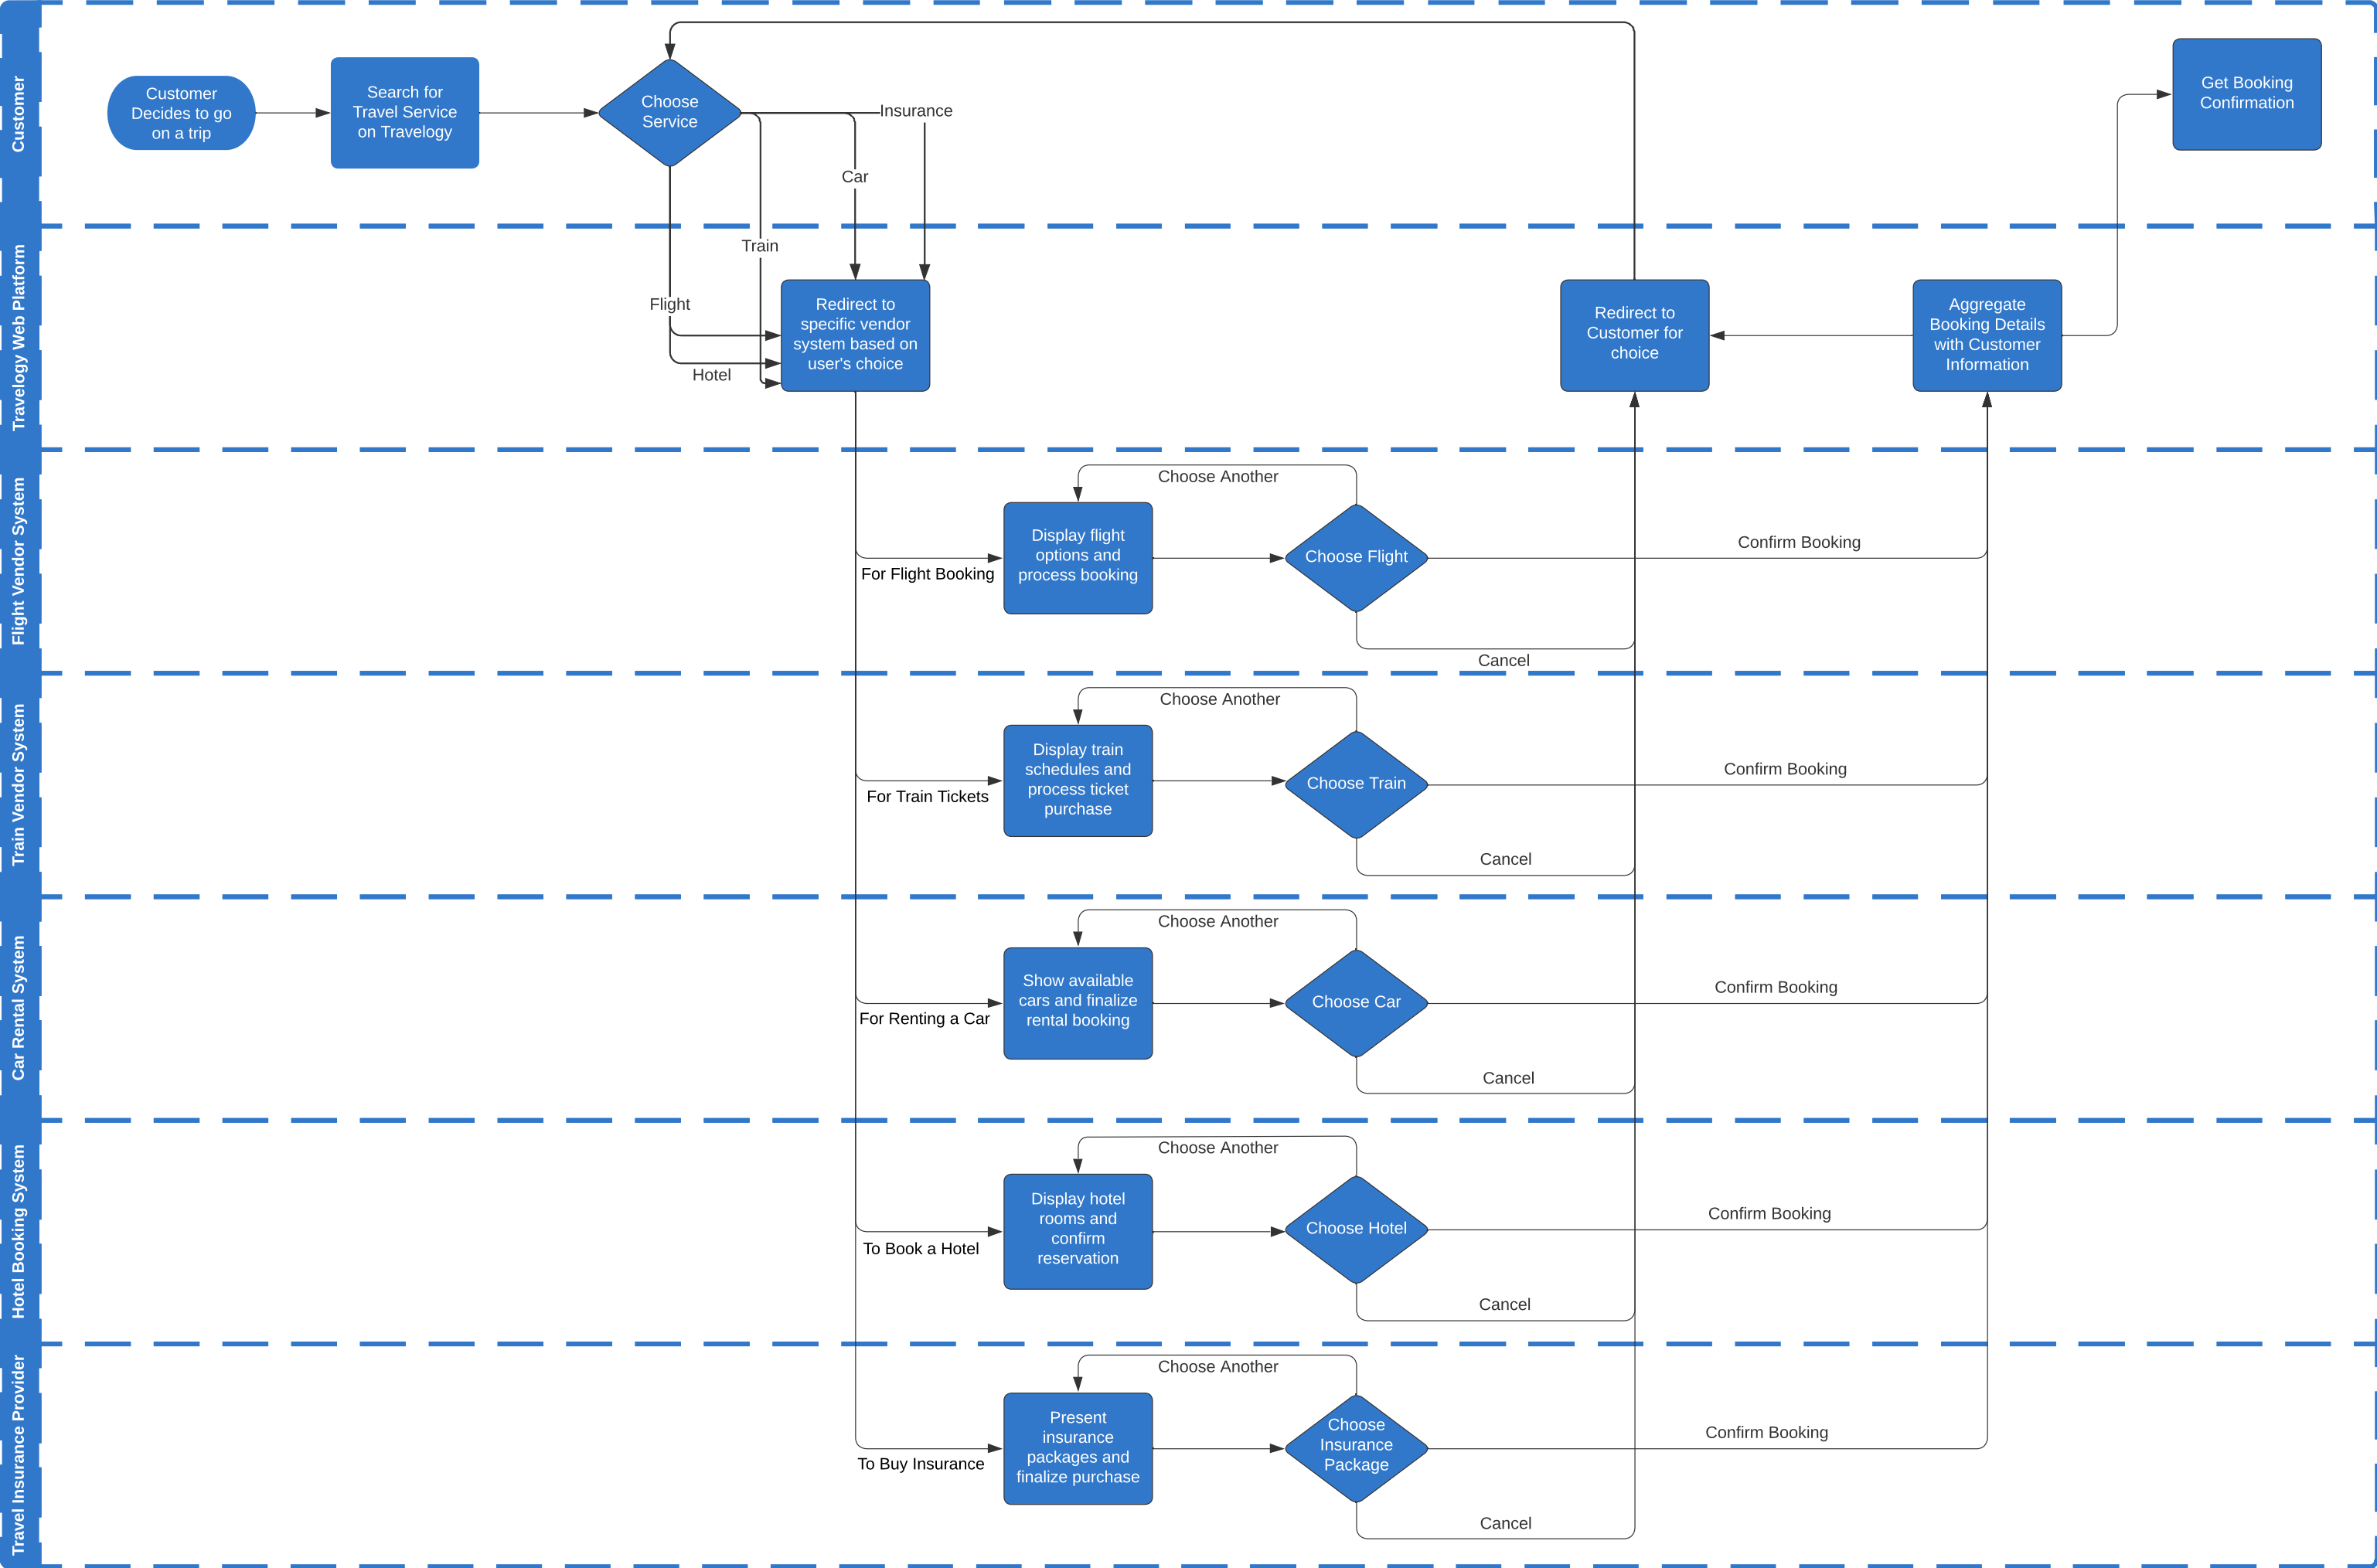 Customer
Customer
Decides to go
on a trip
Search for
Travel Service
on Travelogy
Choose
Service
Insurance
Car
Train
Flight
Hotel
Get Booking
Confirmation
Travelogy Web Platform
Redirect to
specific vendor
system based on
user's choice
Redirect to
Customer for
choice
Aggregate
Booking Details
with Customer
Information
Flight Vendor System
Choose Another
Display flight
options and
process booking
Choose Flight
Confirm Booking
For Flight Booking
Cancel
Train Vendor System
Choose Another
Display train
schedules and
process ticket
purchase
Choose Train
Confirm Booking
For Train Tickets
Cancel
Car Rental System
Choose Another
Show available
cars and finalize
rental booking
Choose Car
Confirm Booking
For Renting a Car
Cancel
Hotel Booking System
Choose Another
Display hotel
rooms and
confirm
reservation
Choose Hotel
Confirm Booking
To Book a Hotel
Cancel
Travel Insurance Provider
Choose Another
Present
insurance
packages and
finalize purchase
Choose
Insurance
Package
Confirm Booking
To Buy Insurance
Cancel